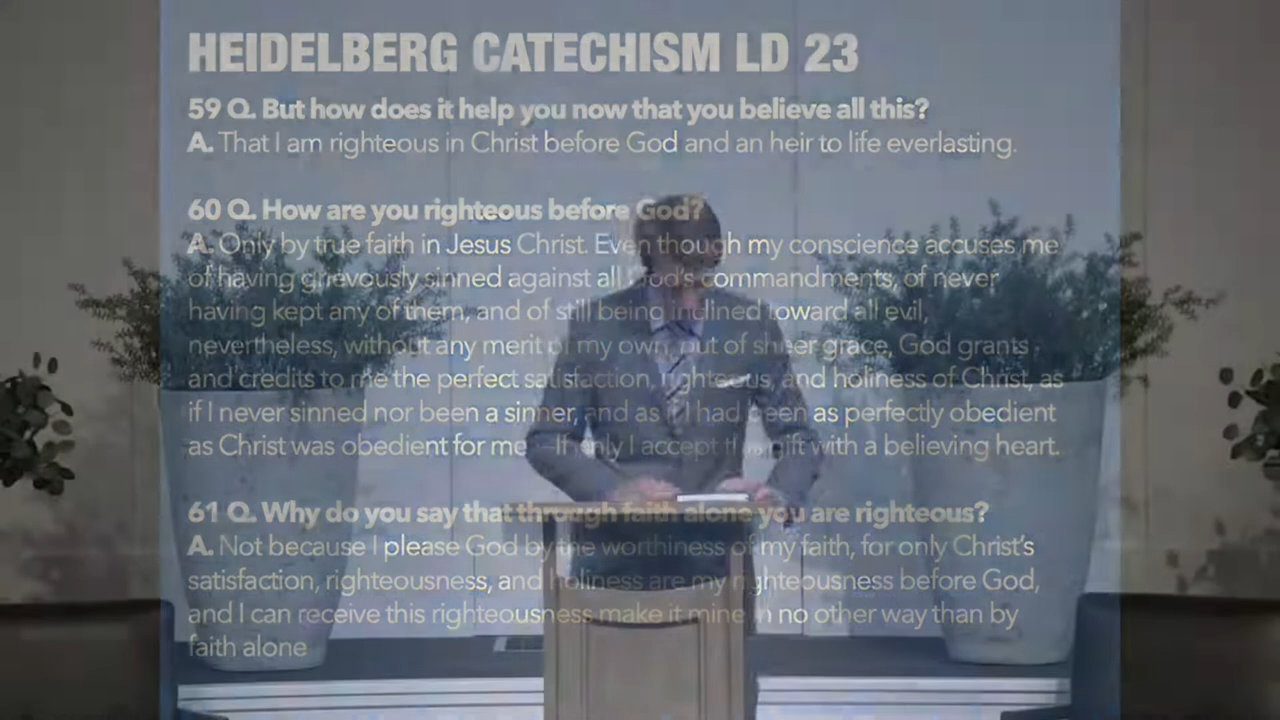 HEIDELBERG CATECHISM LD 23
59 Q. But how does it help you now that you believe all this?
A. That I am righteous in Christ before God and an heir to life everlasting.
60 Q. How are you righteous before God?
A. Only by true faith in Jesus Christ. Even though my conscience accuses me
of having grievously sinned against all God's commandments, of never
having kept any of them, and of still being inclined toward all evil,
nevertheless, without any merit of my own, out of sheer grace, God grants
and credits to me the perfect satisfaction, righteous, and holiness of Christ, as
if I never sinned nor been a sinner, and as if I had been as perfectly obedient
as Christ was obedient for me If only I accept this gift with a believing heart.
61 Q. Why do you say that through faith alone you are righteous?
A. Not because I please God by the worthiness of my faith, for only Christ's
satisfaction, righteousness, and holiness are my righteousness before God,
and I can receive this righteousness make it mine in no other way than by
faith alone